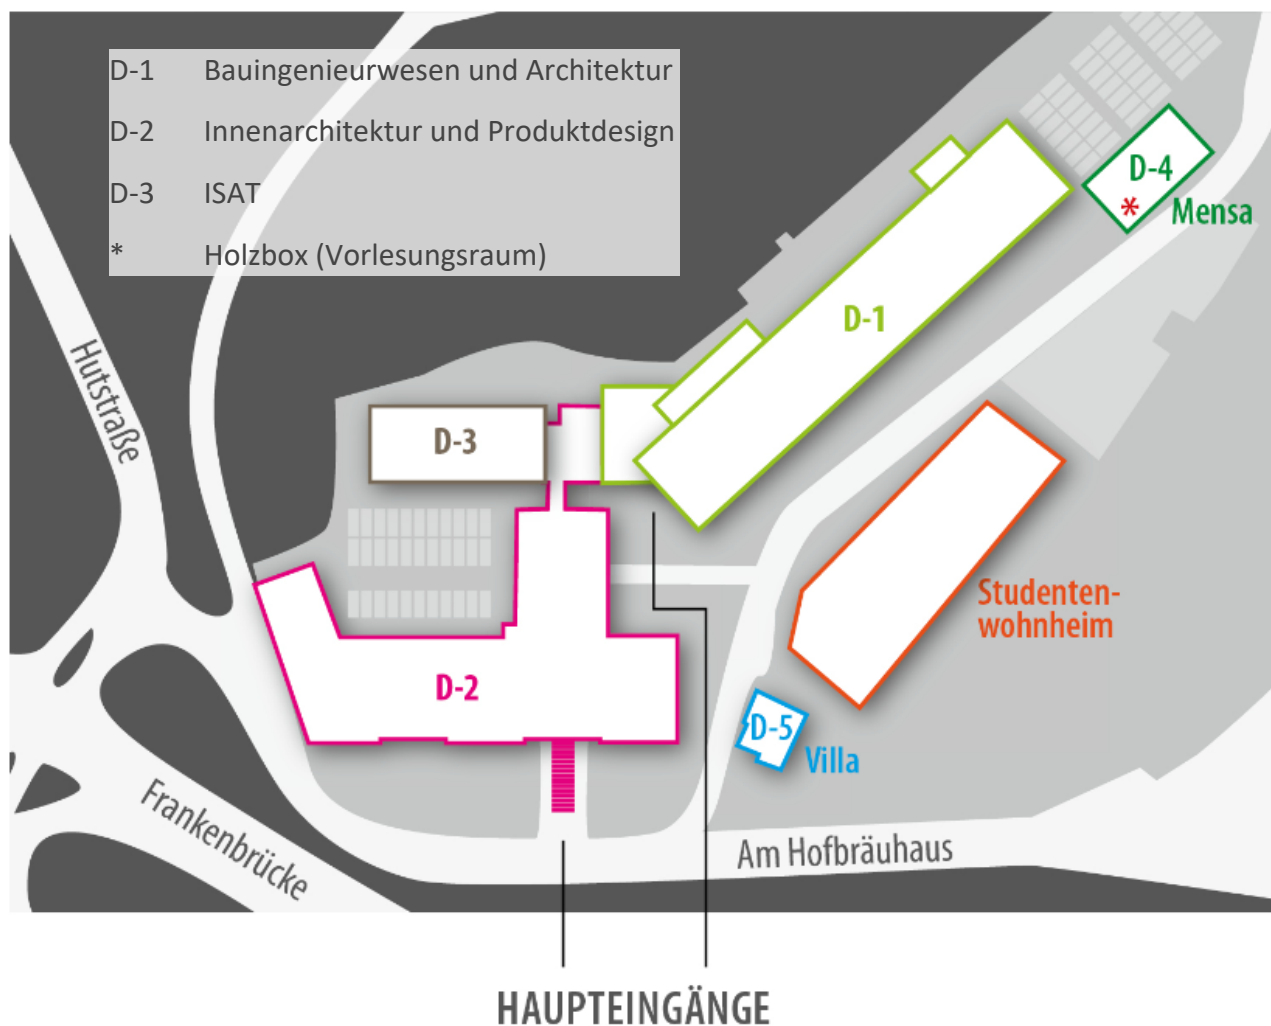 D-1 Bauingenieurwesen und Architektur
D-2 Innenarchitektur und Produktdesign
D-3 ISAT
* Holzbox (Vorlesungsraum)
D-4
*
Mensa
D-1
Hutstraße
D-3
Studenten-
wohnheim
D-2
D-5
Villa
Frankenbrücke
Am Hofbräuhaus
HAUPTEINGÄNGE